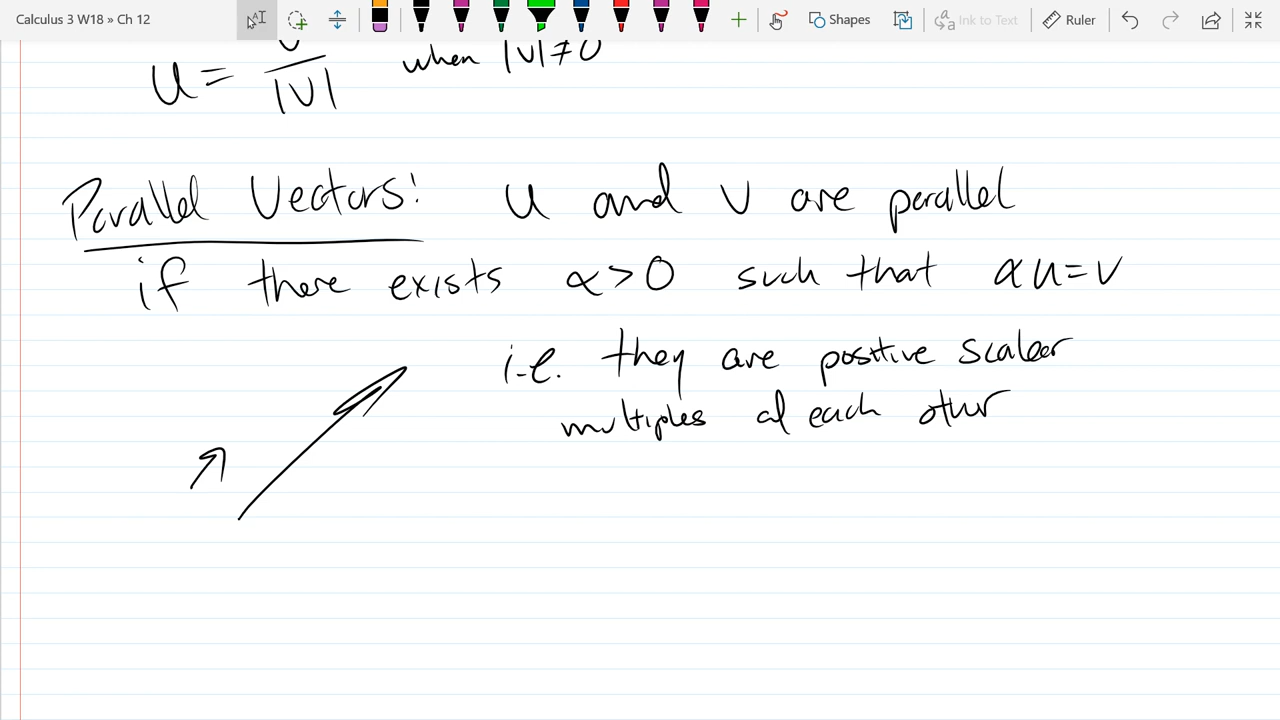 Calculus 3 W18 » Ch 12
Shapes
Ink to Text
Ruler
u = v/|v| when |v| ≠ 0
Parallel Vectors: u and v are parallel
if there exists α > 0 such that αu = v
i.e. they are positive scalar
multiples of each other